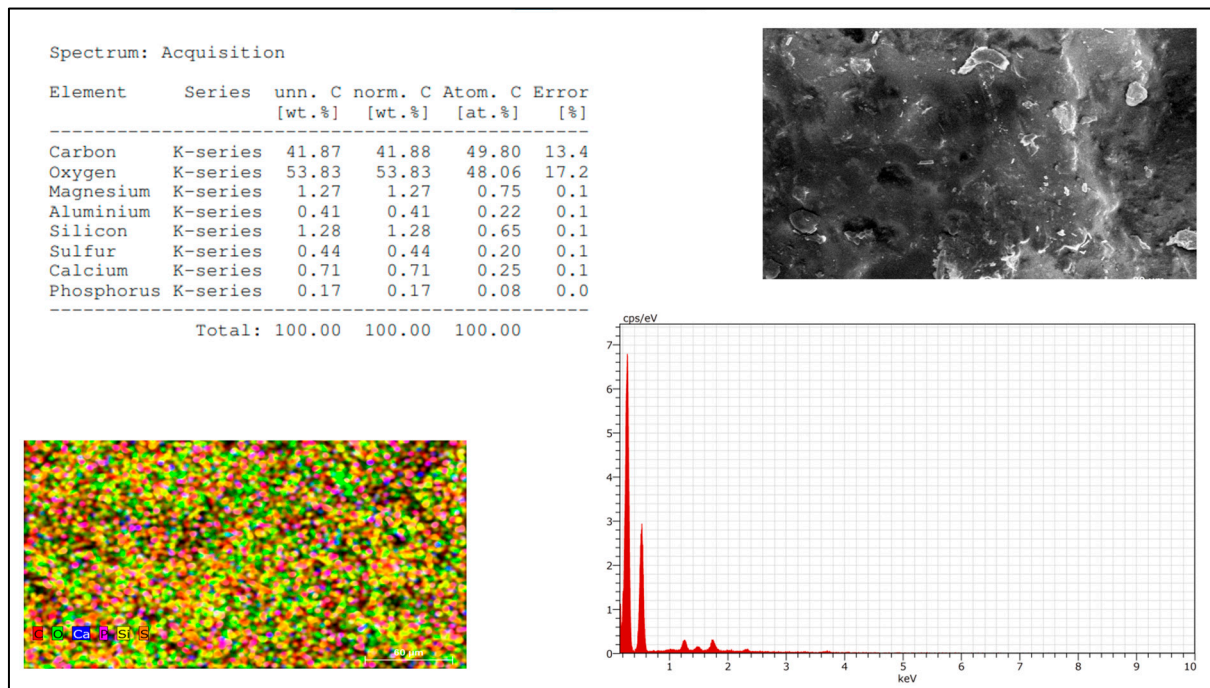 Spectrum: Acquisition
Element Series unn. C norm. C Atom. C Error
[wt.%] [wt.%] [at.%] [%]
Carbon K-series 41.87 41.88 49.80 13.4
Oxygen K-series 53.83 53.83 48.06 17.2
Magnesium K-series 1.27 1.27 0.75 0.1
Aluminium K-series 0.41 0.41 0.22 0.1
Silicon K-series 1.28 1.28 0.65 0.1
Sulfur K-series 0.44 0.44 0.20 0.1
Calcium K-series 0.71 0.71 0.25 0.1
Phosphorus K-series 0.17 0.17 0.08 0.0
Total: 100.00 100.00 100.00
cps/eV
7
6
5
4
3
2
1
0
1 2 3 4 5 6 7 8 9 10
keV
C O Ca P Si S
60 µm